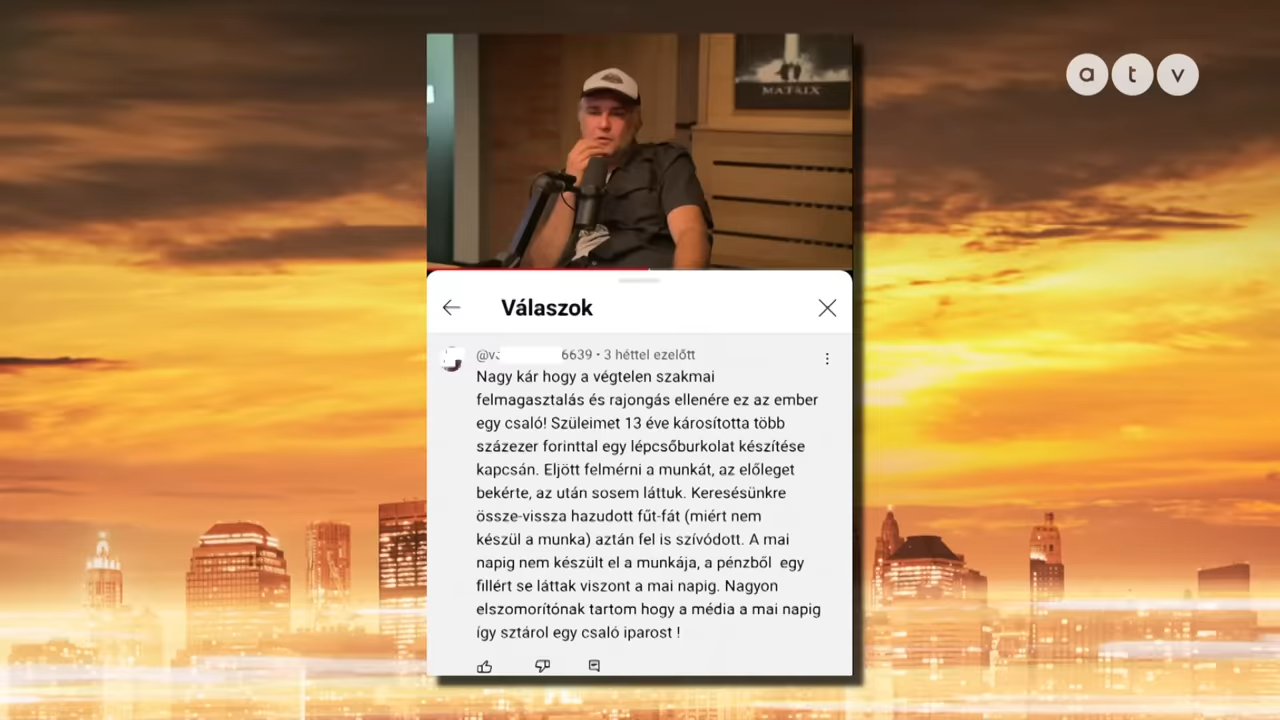 atv
MATRIX
Válaszok
6639 • 3 héttel ezelőtt
Nagy kár hogy a végtelen szakmai
felmagasztalás és rajongás ellenére ez az ember
egy csaló! Szüleimet 13 éve károsította több
százezer forinttal egy lépcsőburkolat készítése
kapcsán. Eljött felmérni a munkát, az előleget
bekérte, az után sosem láttuk. Keresésünkre
össze-vissza hazudott fűt-fát (miért nem
készül a munka) aztán fel is szívódott. A mai
napig nem készült el a munkája, a pénzből egy
fillért se láttak viszont a mai napig. Nagyon
elszomorítónak tartom hogy a média a mai napig
így sztárol egy csaló iparost !